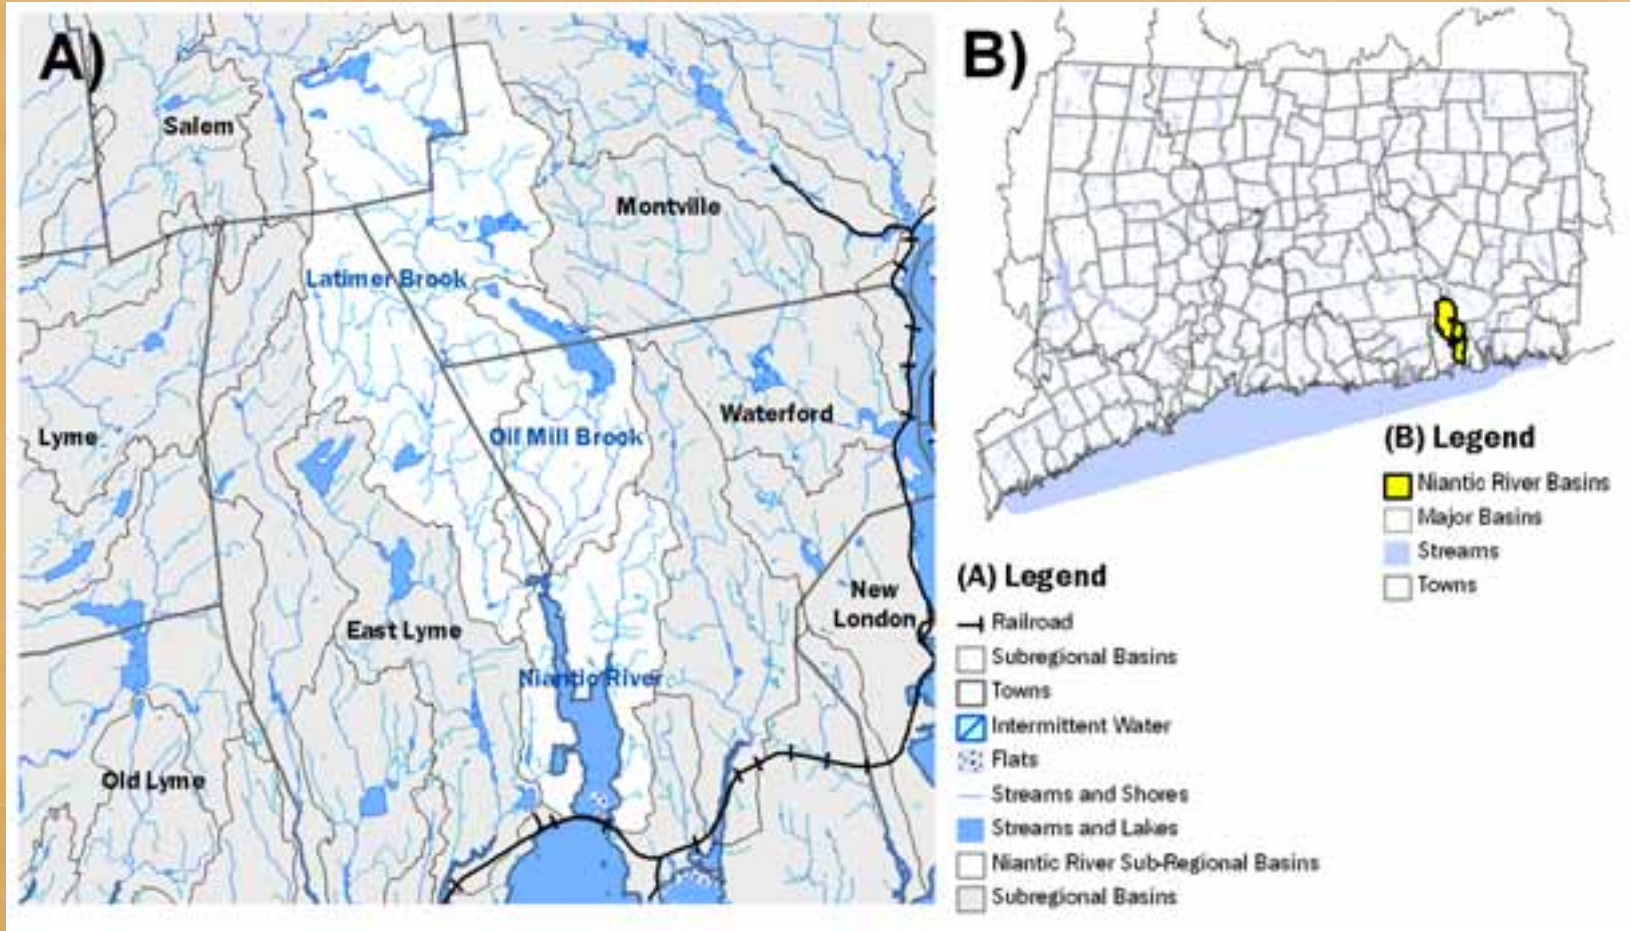 A)
Salem
Montville
Latimer Brook
Lyme
Oil Mill Brook
Waterford
New
London
East Lyme
Niantic River
Old Lyme
B)
(B) Legend
Niantic River Basins
Major Basins
Streams
Towns
(A) Legend
Railroad
Subregional Basins
Towns
Intermittent Water
Flats
Streams and Shores
Streams and Lakes
Niantic River Sub-Regional Basins
Subregional Basins